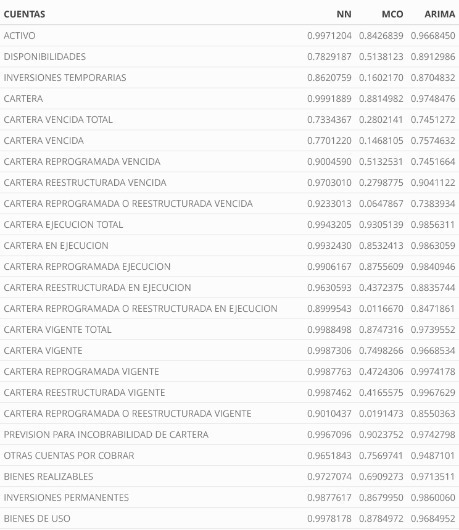 CUENTAS NN MCO ARIMA
ACTIVO 0.9971204 0.8426839 0.9668450
DISPONIBILIDADES 0.7829187 0.5138123 0.8912986
INVERSIONES TEMPORARIAS 0.8620759 0.1602170 0.8704832
CARTERA 0.9991889 0.8814982 0.9748476
CARTERA VENCIDA TOTAL 0.7334367 0.2802141 0.7451272
CARTERA VENCIDA 0.7701220 0.1468105 0.7574632
CARTERA REPROGRAMADA VENCIDA 0.9004590 0.5132531 0.7451664
CARTERA REESTRUCTURADA VENCIDA 0.9703010 0.2798775 0.9041122
CARTERA REPROGRAMADA O REESTRUCTURADA VENCIDA 0.9233013 0.0647867 0.7383934
CARTERA EJECUCION TOTAL 0.9943205 0.9305139 0.9856311
CARTERA EN EJECUCION 0.9932430 0.8532413 0.9863059
CARTERA REPROGRAMADA EJECUCION 0.9906167 0.8755609 0.9840946
CARTERA REESTRUCTURADA EN EJECUCION 0.9630593 0.4372375 0.8835744
CARTERA REPROGRAMADA O REESTRUCTURADA EN EJECUCION 0.8999543 0.0116670 0.8471861
CARTERA VIGENTE TOTAL 0.9988498 0.8747316 0.9739552
CARTERA VIGENTE 0.9987306 0.7498266 0.9668534
CARTERA REPROGRAMADA VIGENTE 0.9987763 0.4724306 0.9974178
CARTERA REESTRUCTURADA VIGENTE 0.9987462 0.4165575 0.9967629
CARTERA REPROGRAMADA O REESTRUCTURADA VIGENTE 0.9010437 0.0191473 0.8550363
PREVISION PARA INCOBRABILIDAD DE CARTERA 0.9967096 0.9023752 0.9742798
OTRAS CUENTAS POR COBRAR 0.9651843 0.7569741 0.9487101
BIENES REALIZABLES 0.9727074 0.6909273 0.9713511
INVERSIONES PERMANENTES 0.9877617 0.8679950 0.9860060
BIENES DE USO 0.9978178 0.8784972 0.9684952